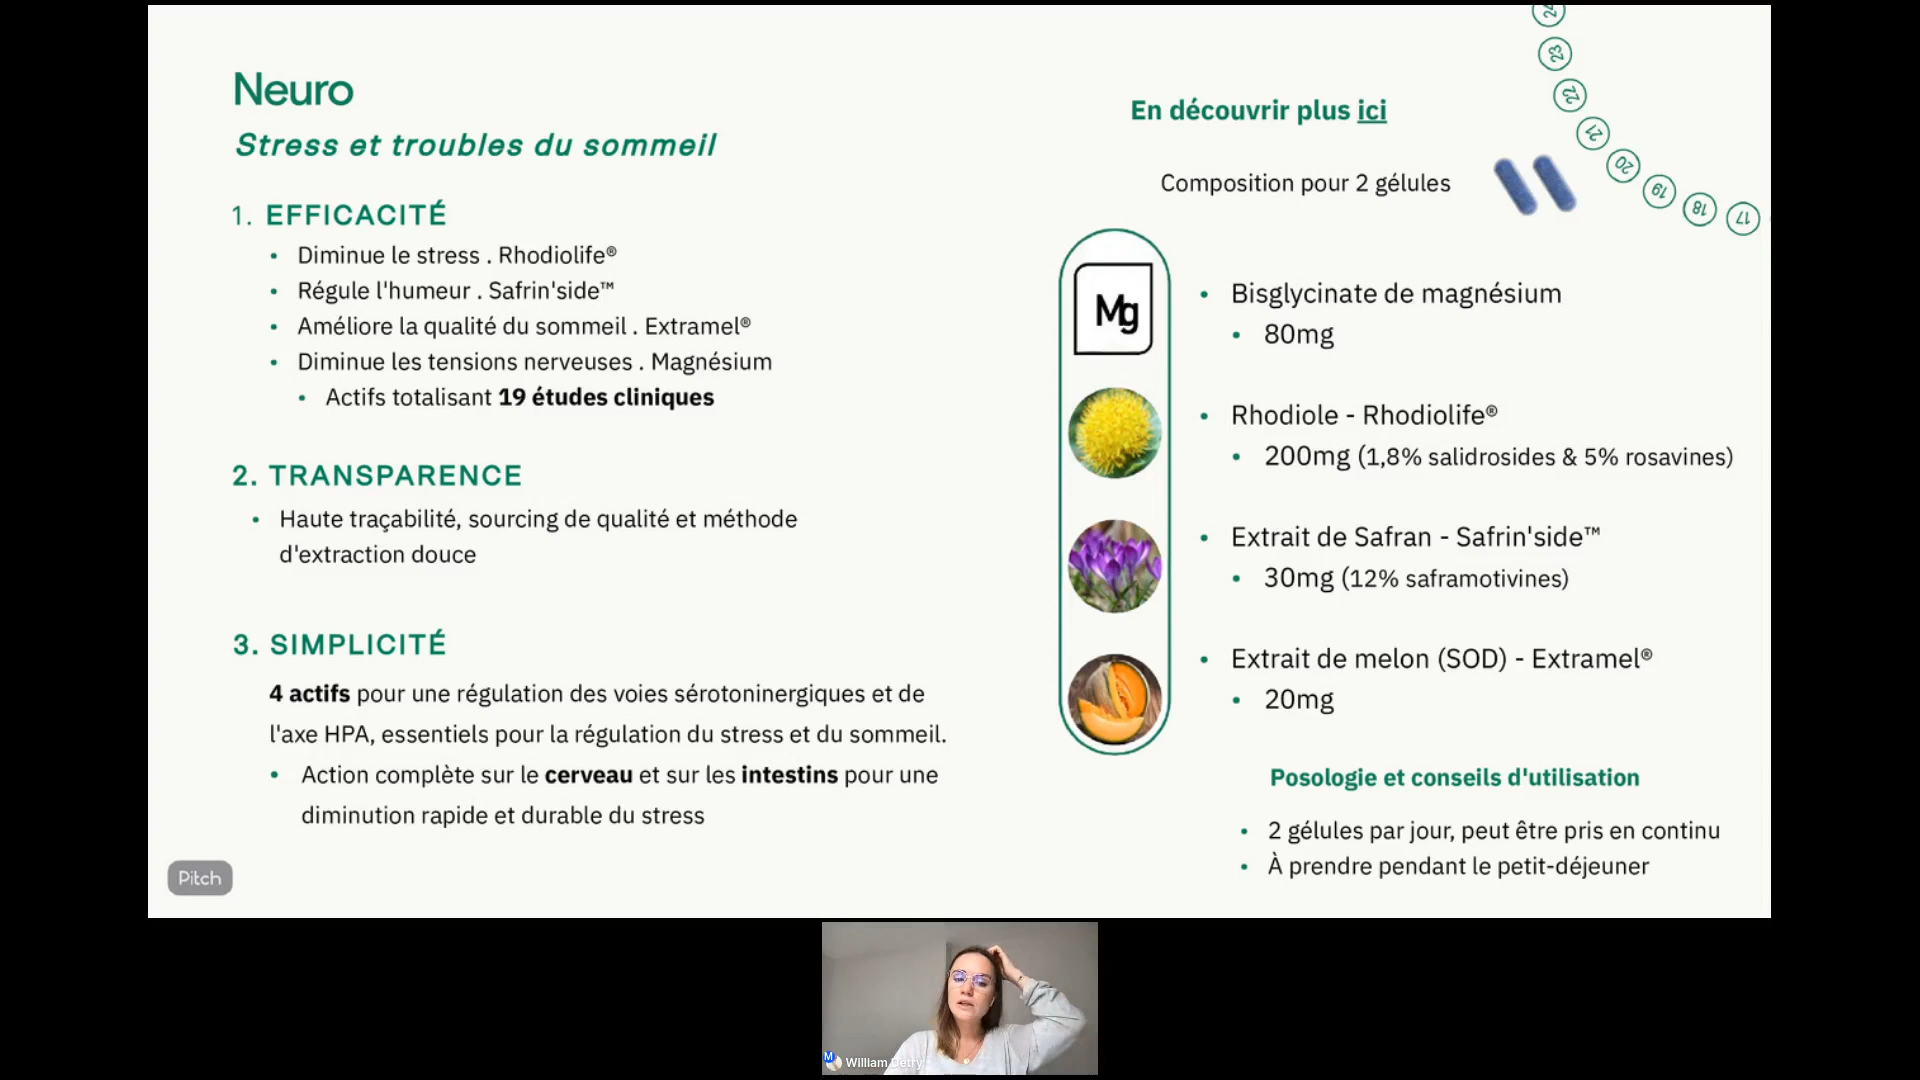 Neuro
Stress et troubles du sommeil
1. EFFICACITÉ
• Diminue le stress . Rhodiolife®
• Régule l'humeur . Safrin'side™
• Améliore la qualité du sommeil . Extramel®
• Diminue les tensions nerveuses . Magnésium
• Actifs totalisant 19 études cliniques
2. TRANSPARENCE
• Haute traçabilité, sourcing de qualité et méthode
d'extraction douce
3. SIMPLICITÉ
4 actifs pour une régulation des voies sérotoninergiques et de
l'axe HPA, essentiels pour la régulation du stress et du sommeil.
• Action complète sur le cerveau et sur les intestins pour une
diminution rapide et durable du stress
Pitch
En découvrir plus ici
Composition pour 2 gélules
24
23
22
21
20
19
18
17
Mg
• Bisglycinate de magnésium
• 80mg
• Rhodiole - Rhodiolife®
• 200mg (1,8% salidrosides & 5% rosavines)
• Extrait de Safran - Safrin'side™
• 30mg (12% saframotivines)
• Extrait de melon (SOD) - Extramel®
• 20mg
Posologie et conseils d'utilisation
• 2 gélules par jour, peut être pris en continu
• À prendre pendant le petit-déjeuner
M
William Detry